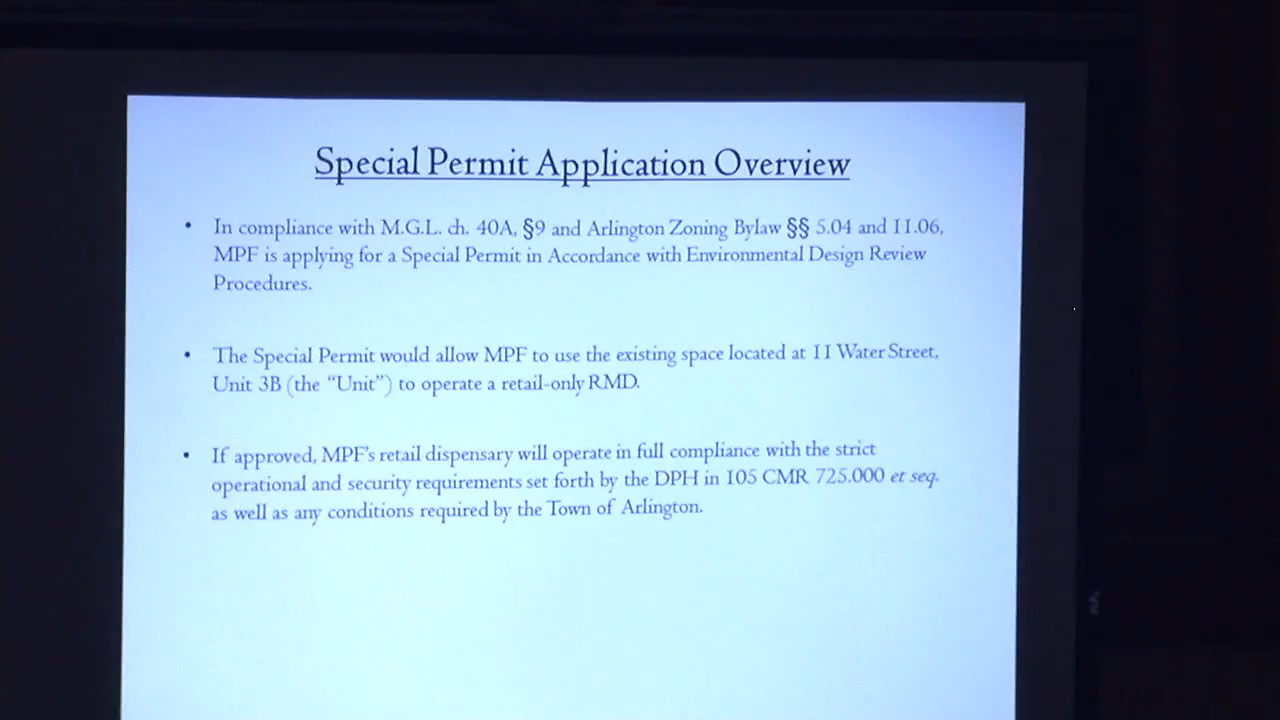 Special Permit Application Overview
• In compliance with M.G.L. ch. 40A, §9 and Arlington Zoning Bylaw §§ 5.04 and 11.06,
MPF is applying for a Special Permit in Accordance with Environmental Design Review
Procedures.
• The Special Permit would allow MPF to use the existing space located at 11 Water Street,
Unit 3B (the “Unit”) to operate a retail-only RMD.
• If approved, MPF’s retail dispensary will operate in full compliance with the strict
operational and security requirements set forth by the DPH in 105 CMR 725.000 et seq.
as well as any conditions required by the Town of Arlington.